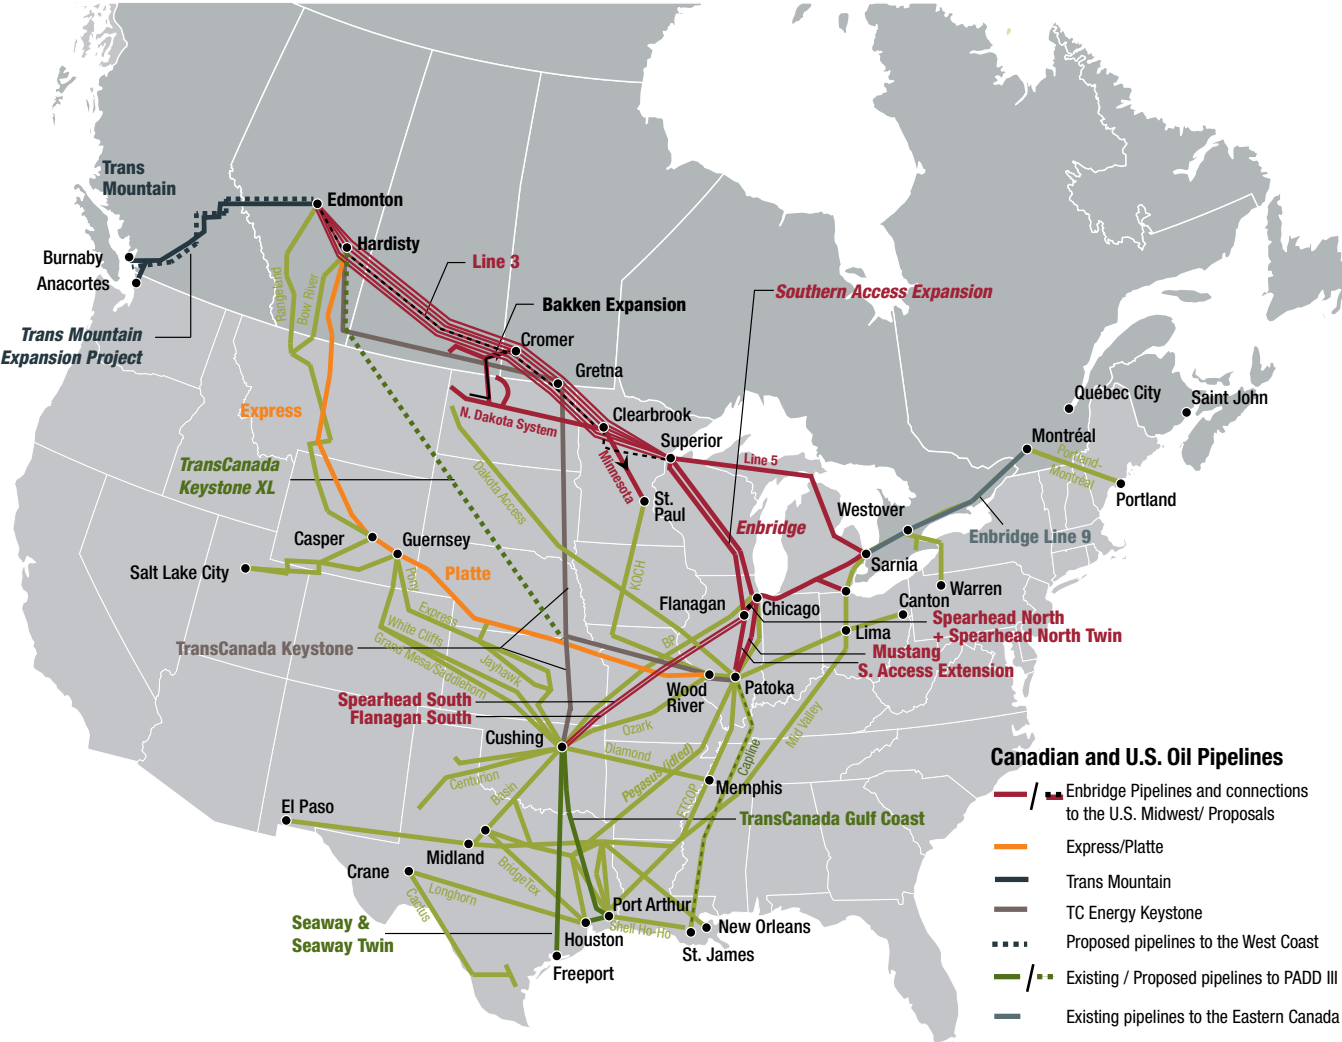 Trans
Mountain
Edmonton
Hardisty
Burnaby
Anacortes
Line 3
Rangeland
Bow River
Southern Access Expansion
Bakken Expansion
Trans Mountain
Expansion Project
Cromer
Gretna
Express
N. Dakota System
Clearbrook
Superior
Québec City
Saint John
Montréal
Portland-
Montréal
Portland
TransCanada
Keystone XL
Dakota Access
Minnesota
St.
Paul
Line 5
Enbridge
Westover
Enbridge Line 9
Sarnia
Casper
Guernsey
Salt Lake City
Platte
Pony
Express
KOCH
Warren
Canton
Flanagan
Chicago
Spearhead North
+ Spearhead North Twin
Lima
Mustang
S. Access Extension
White Cliffs
Grand Mesa/Saddlehorn
Jayhawk
BP
TransCanada Keystone
Wood
River
Patoka
Spearhead South
Flanagan South
Cushing
Ozark
Diamond
Mid Valley
Capline
Centurion
Basin
Pegasus (idled)
ETCOP
Memphis
TransCanada Gulf Coast
El Paso
Midland
Crane
BridgeTex
Longhorn
Cactus
Port Arthur
Shell Ho-Ho
New Orleans
St. James
Houston
Freeport
Seaway &
Seaway Twin
Canadian and U.S. Oil Pipelines
Enbridge Pipelines and connections
to the U.S. Midwest/ Proposals
Express/Platte
Trans Mountain
TC Energy Keystone
Proposed pipelines to the West Coast
Existing / Proposed pipelines to PADD III
Existing pipelines to the Eastern Canada